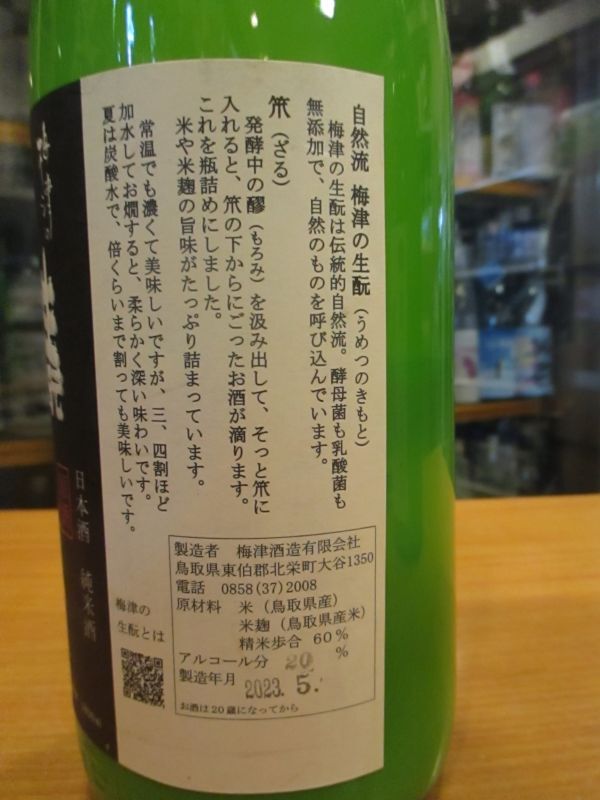 自然流 梅津の生酛（うめつのきもと）
梅津の生酛は伝統的自然流。酵母菌も乳酸菌も
無添加で、自然のものを呼び込んでいます。
笊（ざる）
発酵中の醪（もろみ）を汲み出して、そっと笊に
入れると、笊の下からにごったお酒が滴ります。
これを瓶詰めにしました。
米や米麹の旨味がたっぷり詰まっています。
常温でも濃くて美味しいですが、三、四割ほど
加水してお燗すると、柔らかく深い味わいです。
夏は炭酸水で、倍くらいまで割っても美味しいです。
日本酒 純米酒
梅津の
生酛とは
製造者 梅津酒造有限会社
鳥取県東伯郡北栄町大谷1350
電話 0858(37)2008
原材料 米（鳥取県産）
米麹（鳥取県産米）
精米歩合 60％
アルコール分 20％
製造年月 2023.5.
お酒は20歳になってから